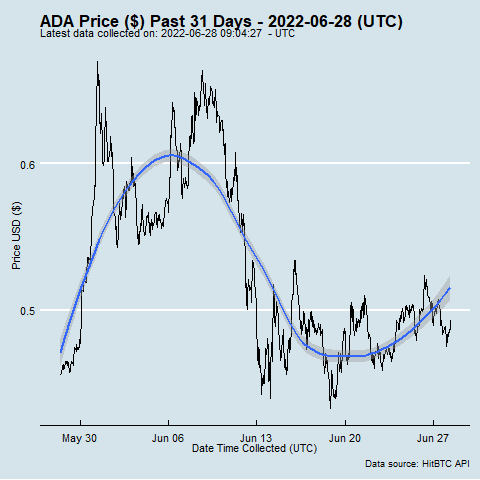 ADA Price ($) Past 31 Days - 2022-06-28 (UTC)
Latest data collected on: 2022-06-28 09:04:27 - UTC
0.6
0.5
Price USD ($)
May 30 Jun 06 Jun 13 Jun 20 Jun 27
Date Time Collected (UTC)
Data source: HitBTC API